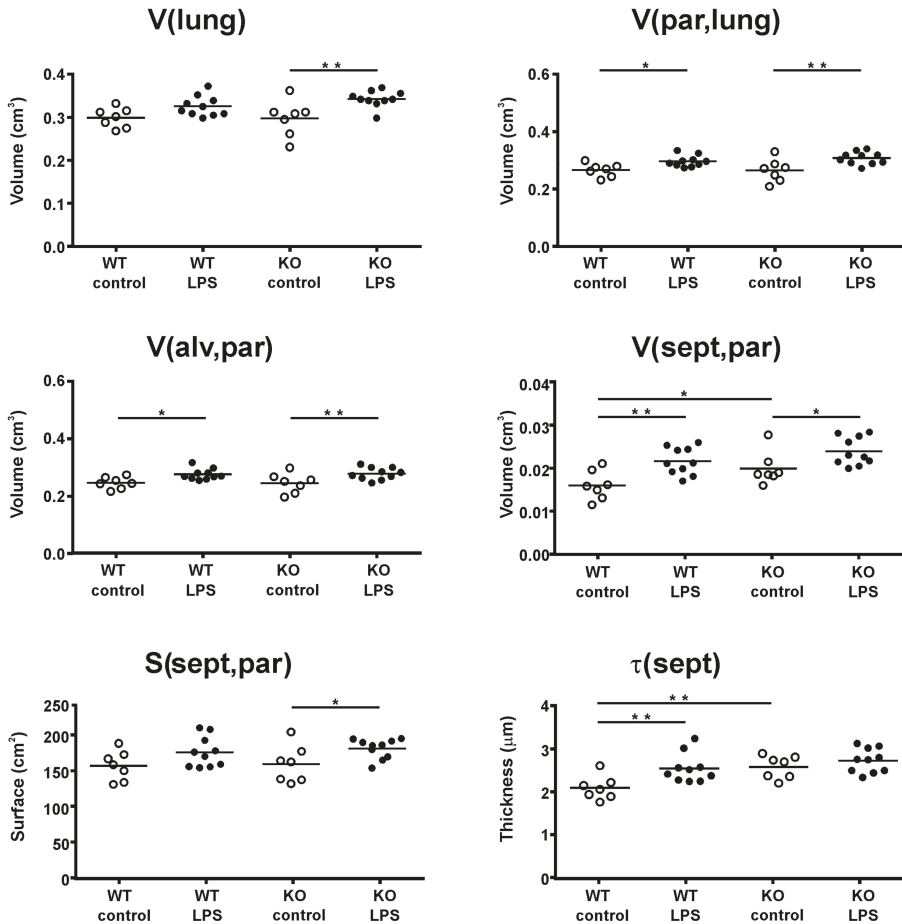 V(lung)
Volume (cm³)
0.4
0.3
0.2
0.1
0.0
**
WT control
WT LPS
KO control
KO LPS
V(par,lung)
Volume (cm³)
0.6
0.4
0.2
0.0
*
**
WT control
WT LPS
KO control
KO LPS
V(alv,par)
Volume (cm³)
0.6
0.4
0.2
0.0
*
**
WT control
WT LPS
KO control
KO LPS
V(sept,par)
Volume (cm³)
0.04
0.03
0.02
0.01
0.00
*
**
*
WT control
WT LPS
KO control
KO LPS
S(sept,par)
Surface (cm²)
250
200
150
100
50
0
*
WT control
WT LPS
KO control
KO LPS
τ(sept)
Thickness (μm)
4
3
2
1
0
**
**
WT control
WT LPS
KO control
KO LPS